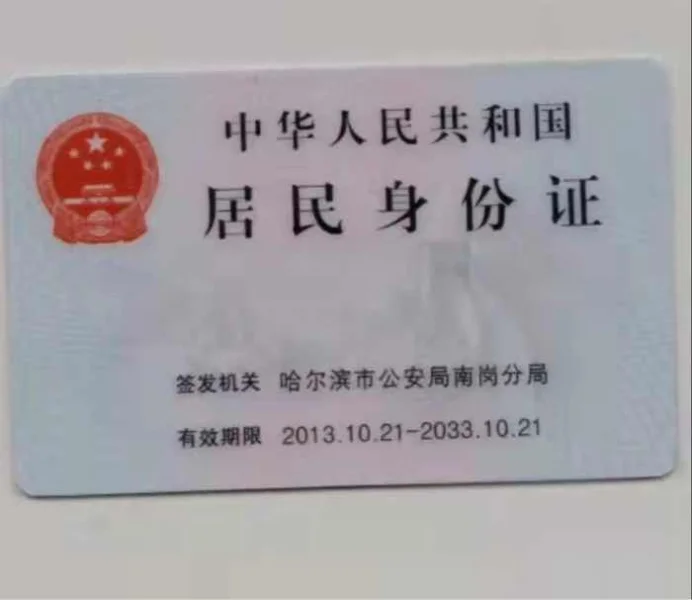 中华人民共和国
居民身份证
签发机关 哈尔滨市公安局南岗分局
有效期限 2013.10.21-2033.10.21